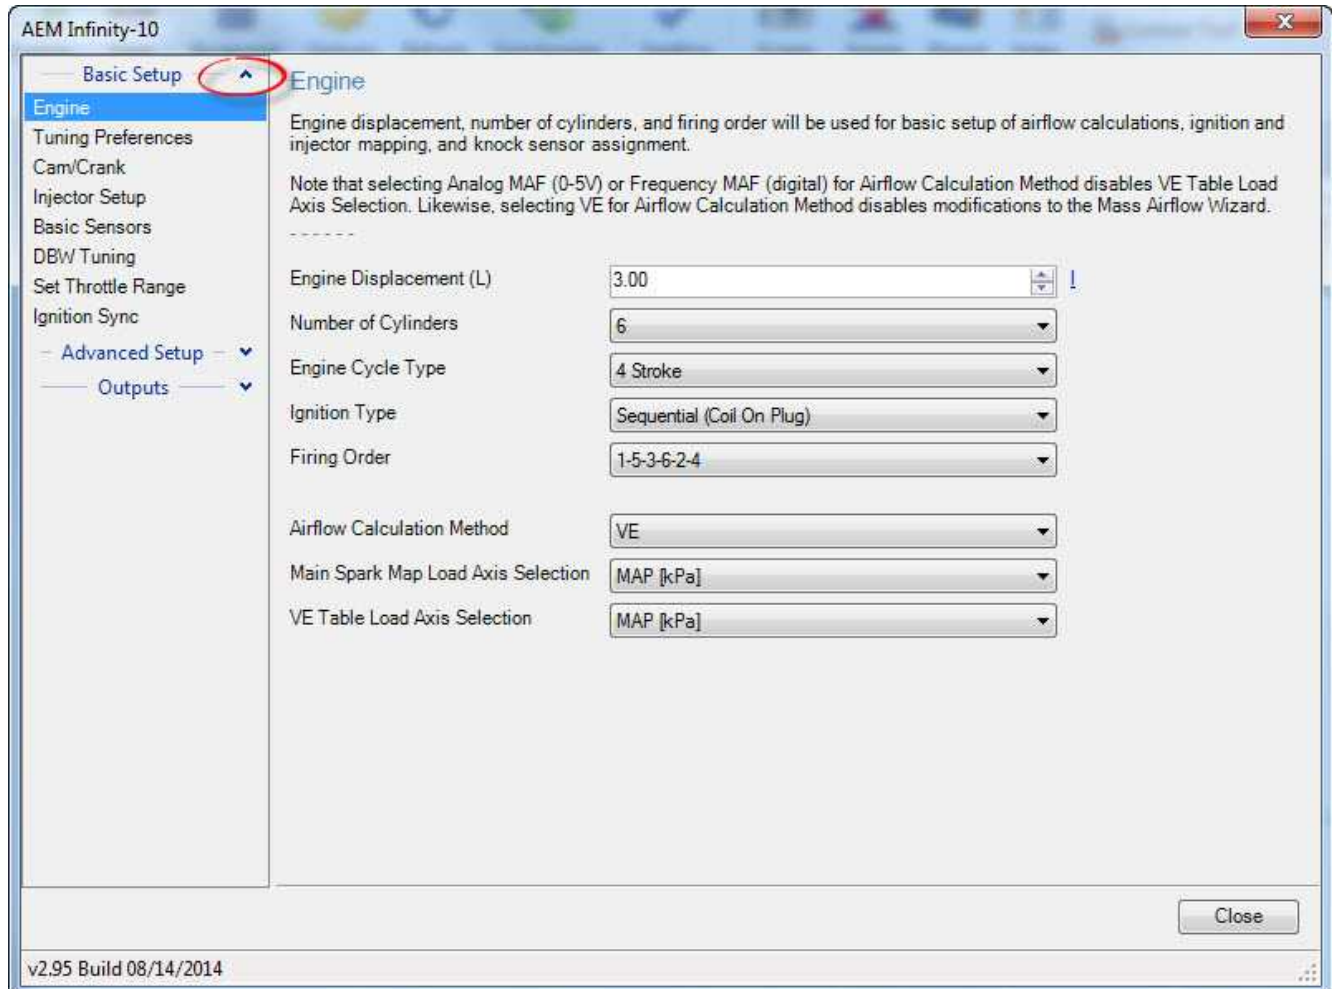 AEM Infinity-10
Basic Setup
Engine
Tuning Preferences
Cam/Crank
Injector Setup
Basic Sensors
DBW Tuning
Set Throttle Range
Ignition Sync
Advanced Setup
Outputs
Engine
Engine displacement, number of cylinders, and firing order will be used for basic setup of airflow calculations, ignition and
injector mapping, and knock sensor assignment.
Note that selecting Analog MAF (0-5V) or Frequency MAF (digital) for Airflow Calculation Method disables VE Table Load
Axis Selection. Likewise, selecting VE for Airflow Calculation Method disables modifications to the Mass Airflow Wizard.
- - - - - -
Engine Displacement (L) 3.00 l
Number of Cylinders 6
Engine Cycle Type 4 Stroke
Ignition Type Sequential (Coil On Plug)
Firing Order 1-5-3-6-2-4
Airflow Calculation Method VE
Main Spark Map Load Axis Selection MAP [kPa]
VE Table Load Axis Selection MAP [kPa]
Close
v2.95 Build 08/14/2014